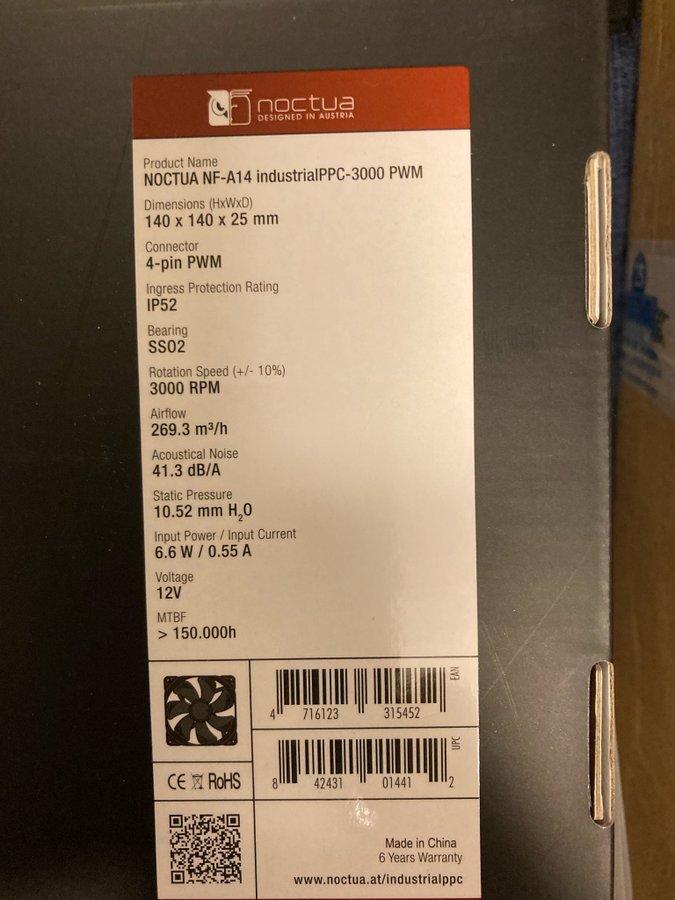 noctua
DESIGNED IN AUSTRIA
Product Name
NOCTUA NF-A14 industrialPPC-3000 PWM
Dimensions (HxWxD)
140 x 140 x 25 mm
Connector
4-pin PWM
Ingress Protection Rating
IP52
Bearing
SSO2
Rotation Speed (+/- 10%)
3000 RPM
Airflow
269.3 m³/h
Acoustical Noise
41.3 dB/A
Static Pressure
10.52 mm H₂O
Input Power / Input Current
6.6 W / 0.55 A
Voltage
12V
MTBF
> 150.000h
EAN
4 716123 315452
UPC
8 42431 01441 2
CE RoHS
Made in China
6 Years Warranty
www.noctua.at/industrialppc